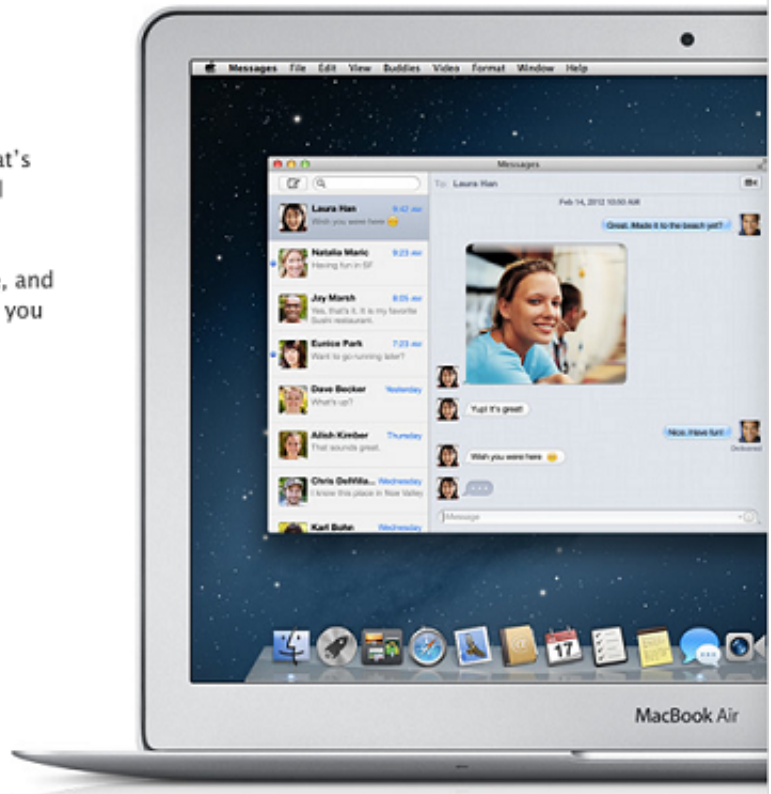 at's
, and
you
Messages File Edit View Buddies Video Format Window Help
Messages
To: Laura Han
Feb 14, 2012 10:50 AM
Laura Han 9:42 AM
Wish you were here
Natalia Maric 9:23 AM
Having fun in SF
Jay Marsh 8:05 AM
Yes, that's it. It is my favorite
Sushi restaurant.
Eunice Park 7:23 AM
Want to go running later?
Dave Becker Yesterday
What's up?
Alish Kimber Thursday
That sounds great.
Chris DelVilla... Wednesday
I know this place in Noe Valley
Karl Bohn Wednesday
Great. Made it to the beach yet?
Yup! It's great!
Nice. Have fun!
Delivered
Wish you were here
iMessage
17
MacBook Air